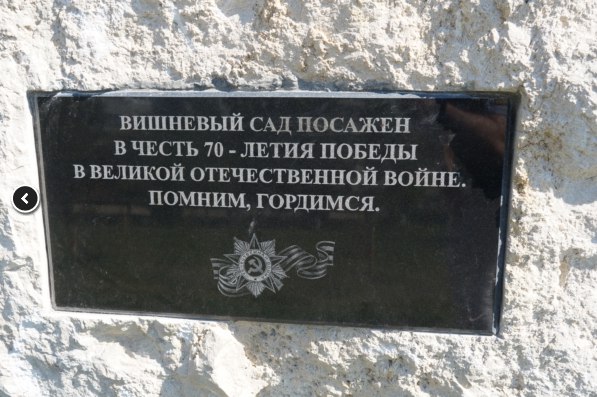 ВИШНЕВЫЙ САД ПОСАЖЕН
В ЧЕСТЬ 70 - ЛЕТИЯ ПОБЕДЫ
В ВЕЛИКОЙ ОТЕЧЕСТВЕННОЙ ВОЙНЕ.
ПОМНИМ, ГОРДИМСЯ.